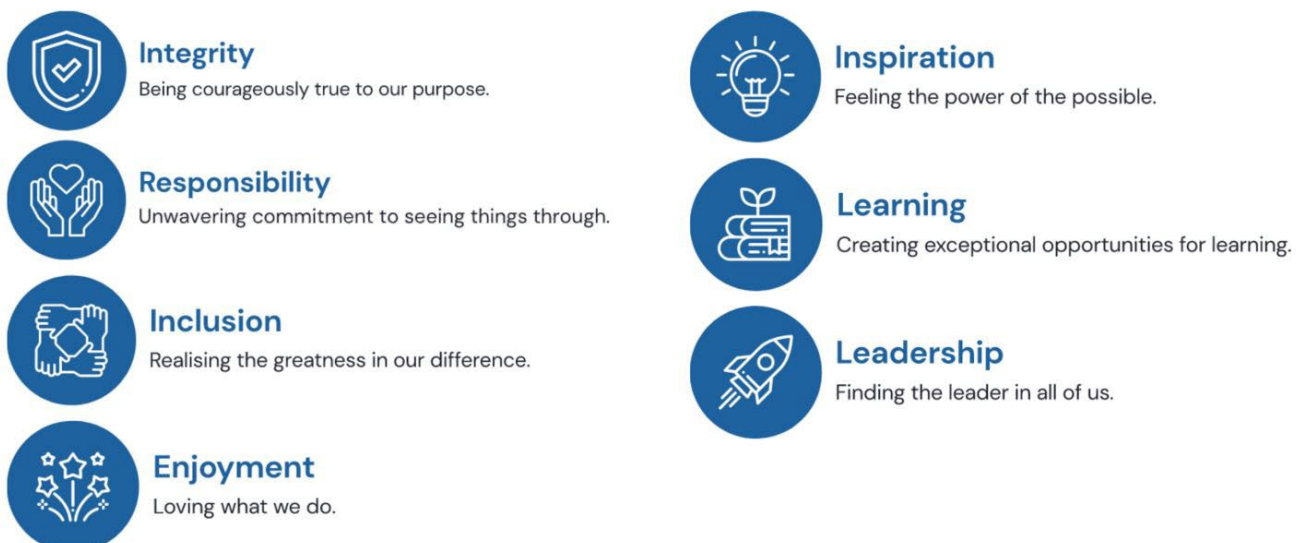 Integrity
Being courageously true to our purpose.
Responsibility
Unwavering commitment to seeing things through.
Inclusion
Realising the greatness in our difference.
Enjoyment
Loving what we do.
Inspiration
Feeling the power of the possible.
Learning
Creating exceptional opportunities for learning.
Leadership
Finding the leader in all of us.